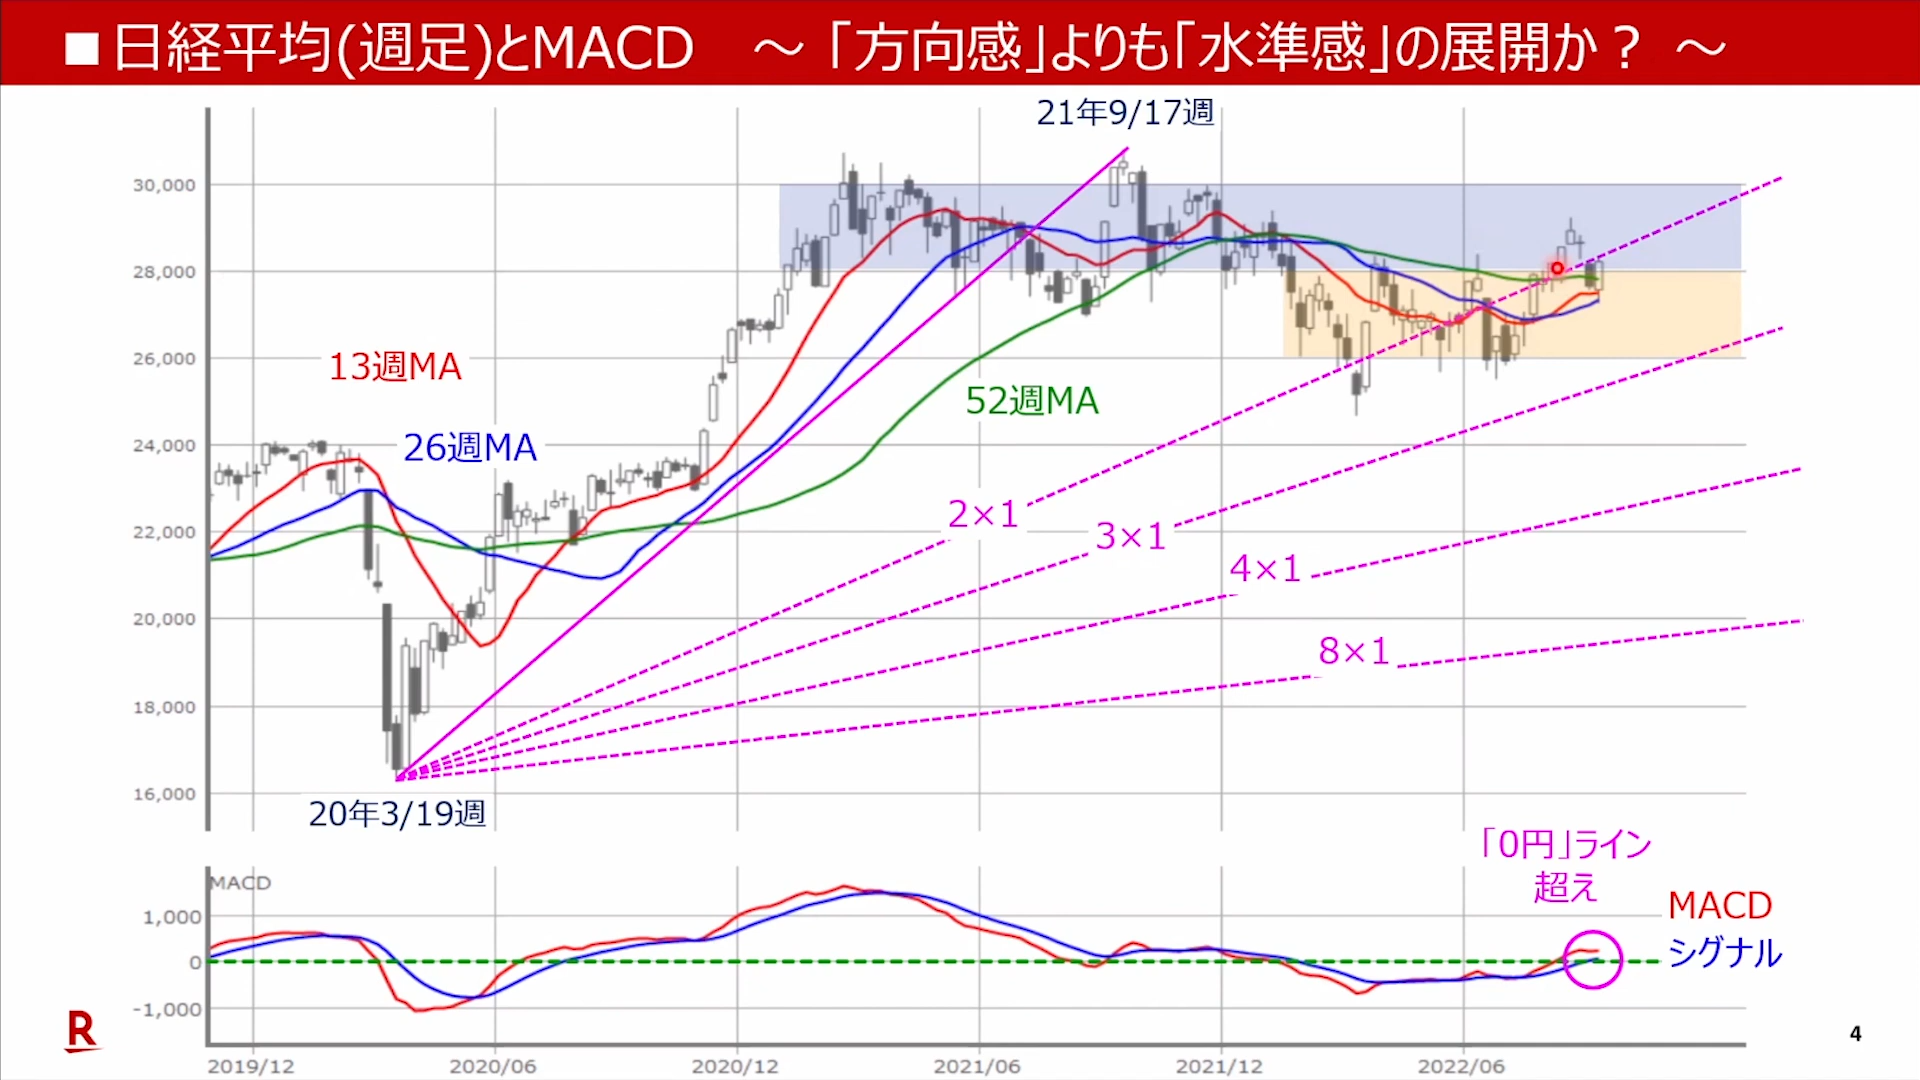 ■日経平均(週足)とMACD ～「方向感」よりも「水準感」の展開か？～
21年9/17週
30,000
28,000
26,000
24,000
22,000
20,000
18,000
16,000
13週MA
26週MA
52週MA
2×1
3×1
4×1
8×1
20年3/19週
「0円」ライン
超え
MACD
1,000
0
-1,000
MACD
シグナル
2019/12
2020/06
2020/12
2021/06
2021/12
2022/06
R
4